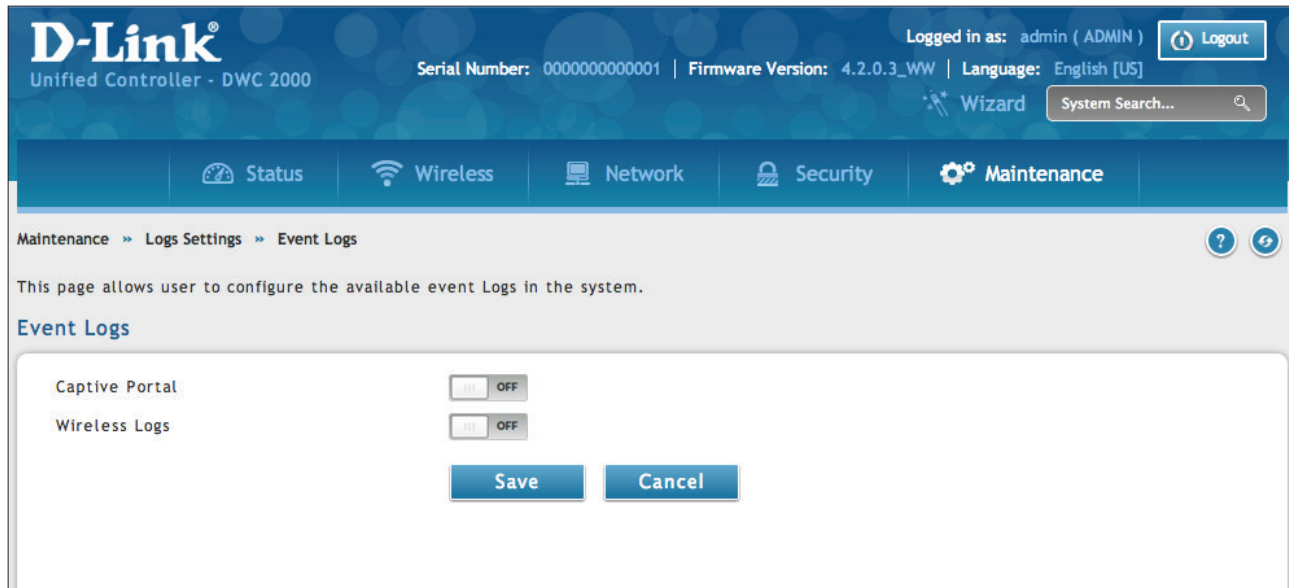 D-Link®
Unified Controller - DWC 2000
Logged in as: admin ( ADMIN )
Logout
Serial Number: 0000000000001 | Firmware Version: 4.2.0.3_WW | Language: English [US]
Wizard
System Search...
Status
Wireless
Network
Security
Maintenance
Maintenance » Logs Settings » Event Logs
?
This page allows user to configure the available event Logs in the system.
Event Logs
Captive Portal OFF
Wireless Logs OFF
Save Cancel